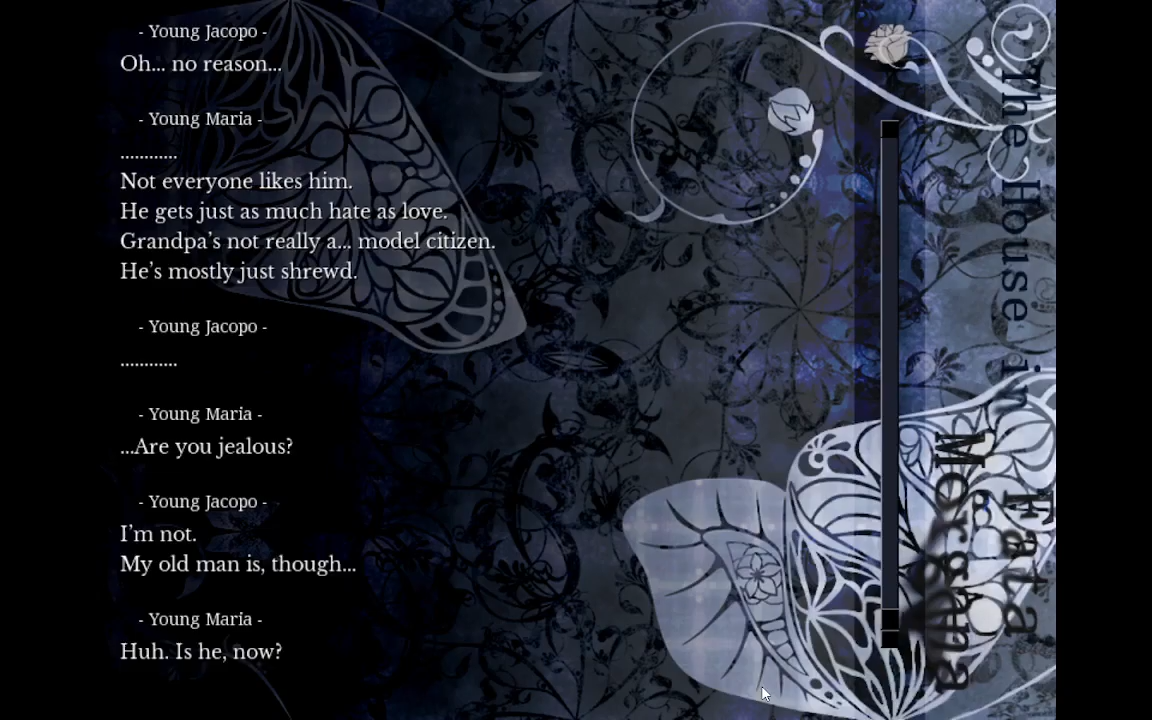 - Young Jacopo -
Oh... no reason...
- Young Maria -
............
Not everyone likes him.
He gets just as much hate as love.
Grandpa's not really a... model citizen.
He's mostly just shrewd.
- Young Jacopo -
............
- Young Maria -
...Are you jealous?
- Young Jacopo -
I'm not.
My old man is, though...
- Young Maria -
Huh. Is he, now?
The House in
Fata
Morgana